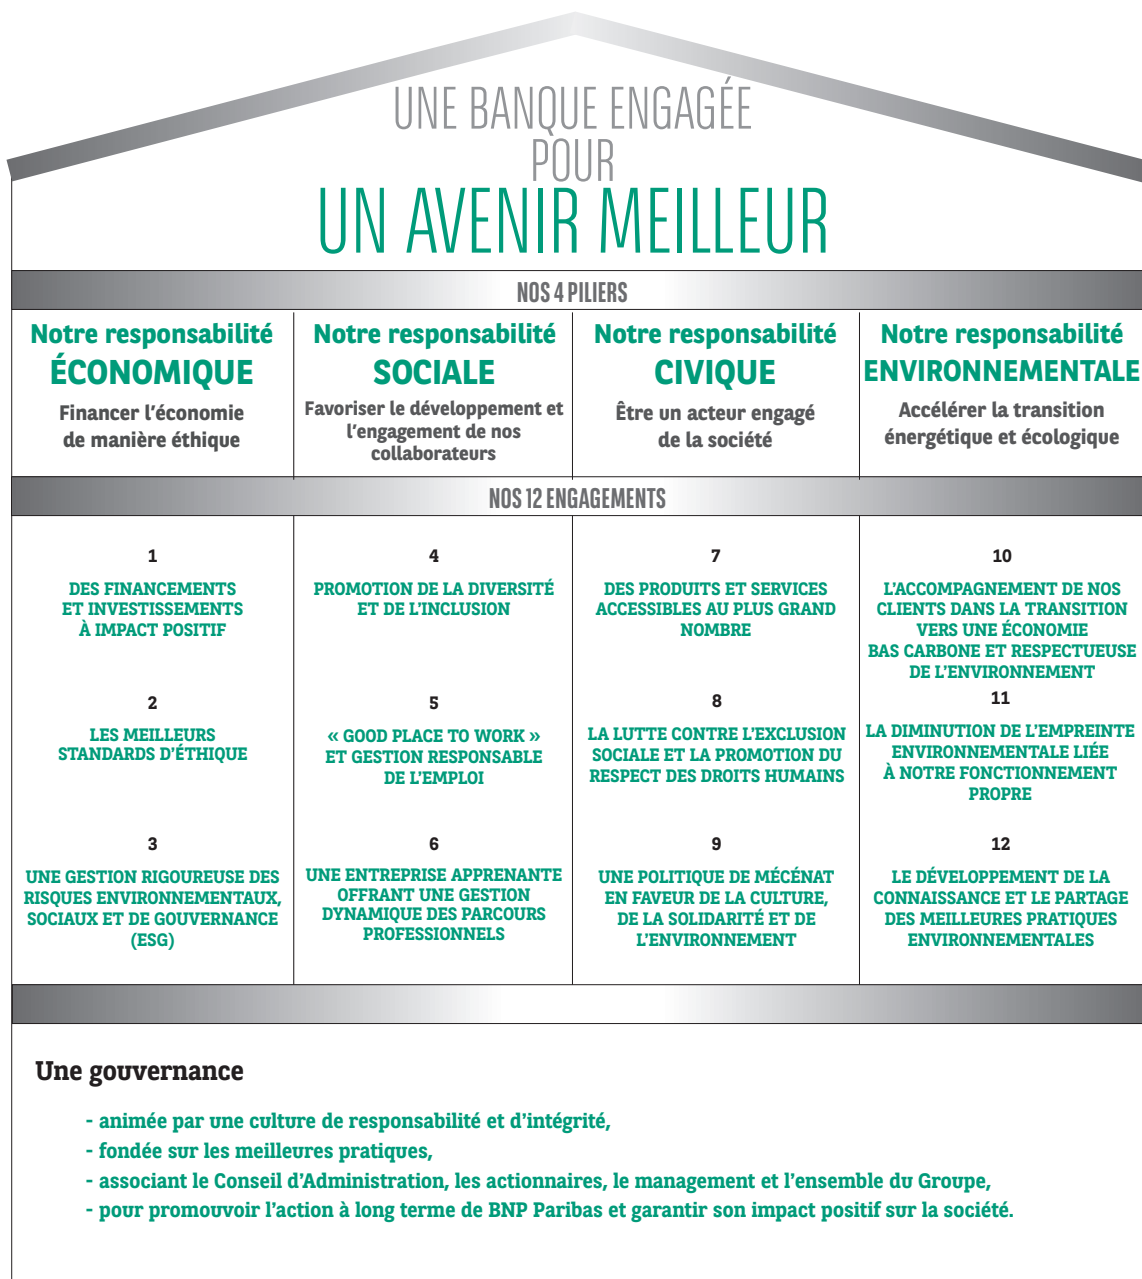 UNE BANQUE ENGAGÉE
POUR
UN AVENIR MEILLEUR
NOS 4 PILIERS
Notre responsabilité
ÉCONOMIQUE
Financer l’économie
de manière éthique
Notre responsabilité
SOCIALE
Favoriser le développement et
l’engagement de nos
collaborateurs
Notre responsabilité
CIVIQUE
Être un acteur engagé
de la société
Notre responsabilité
ENVIRONNEMENTALE
Accélérer la transition
énergétique et écologique
NOS 12 ENGAGEMENTS
1
DES FINANCEMENTS
ET INVESTISSEMENTS
À IMPACT POSITIF
2
LES MEILLEURS
STANDARDS D’ÉTHIQUE
3
UNE GESTION RIGOUREUSE DES
RISQUES ENVIRONNEMENTAUX,
SOCIAUX ET DE GOUVERNANCE
(ESG)
4
PROMOTION DE LA DIVERSITÉ
ET DE L’INCLUSION
5
« GOOD PLACE TO WORK »
ET GESTION RESPONSABLE
DE L’EMPLOI
6
UNE ENTREPRISE APPRENANTE
OFFRANT UNE GESTION
DYNAMIQUE DES PARCOURS
PROFESSIONNELS
7
DES PRODUITS ET SERVICES
ACCESSIBLES AU PLUS GRAND
NOMBRE
8
LA LUTTE CONTRE L’EXCLUSION
SOCIALE ET LA PROMOTION DU
RESPECT DES DROITS HUMAINS
9
UNE POLITIQUE DE MÉCÉNAT
EN FAVEUR DE LA CULTURE,
DE LA SOLIDARITÉ ET DE
L’ENVIRONNEMENT
10
L’ACCOMPAGNEMENT DE NOS
CLIENTS DANS LA TRANSITION
VERS UNE ÉCONOMIE
BAS CARBONE ET RESPECTUEUSE
DE L’ENVIRONNEMENT
11
LA DIMINUTION DE L’EMPREINTE
ENVIRONNEMENTALE LIÉE
À NOTRE FONCTIONNEMENT
PROPRE
12
LE DÉVELOPPEMENT DE LA
CONNAISSANCE ET LE PARTAGE
DES MEILLEURES PRATIQUES
ENVIRONNEMENTALES
Une gouvernance
- animée par une culture de responsabilité et d’intégrité,
- fondée sur les meilleures pratiques,
- associant le Conseil d’Administration, les actionnaires, le management et l’ensemble du Groupe,
- pour promouvoir l’action à long terme de BNP Paribas et garantir son impact positif sur la société.